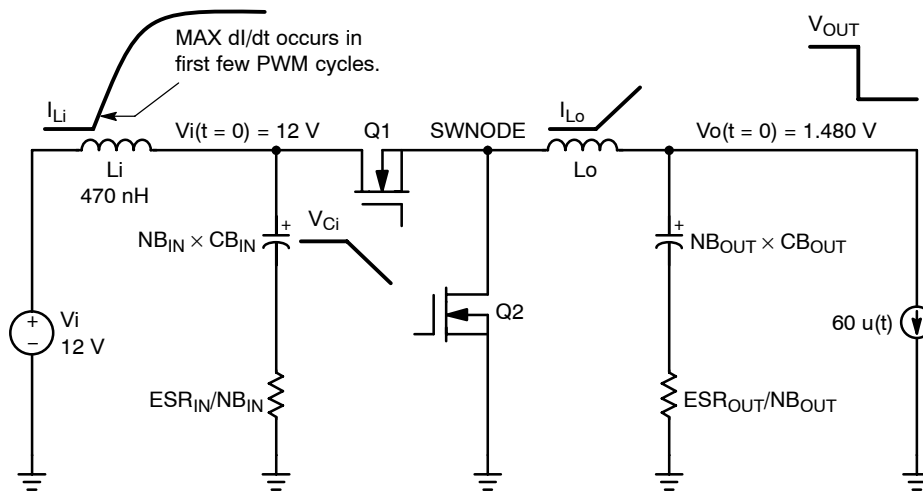 MAX dI/dt occurs in
first few PWM cycles.
V_OUT
I_Li
Vi(t = 0) = 12 V
Q1
SWNODE
I_Lo
Vo(t = 0) = 1.480 V
Li
470 nH
Lo
NB_IN × CB_IN
+
V_Ci
+
NB_OUT × CB_OUT
Q2
+
−
Vi
12 V
60 u(t)
ESR_IN/NB_IN
ESR_OUT/NB_OUT